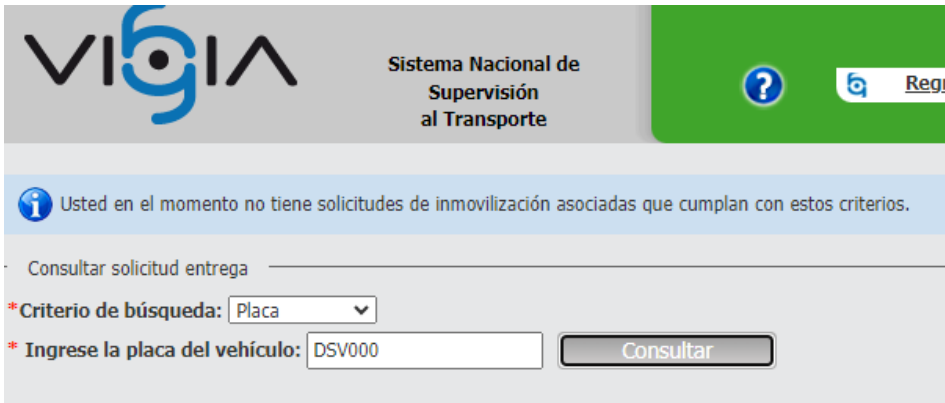 VIGIA
Sistema Nacional de
Supervisión
al Transporte
?
i Usted en el momento no tiene solicitudes de inmovilización asociadas que cumplan con estos criterios.
Consultar solicitud entrega
*Criterio de búsqueda: Placa
* Ingrese la placa del vehículo: DSV000 Consultar